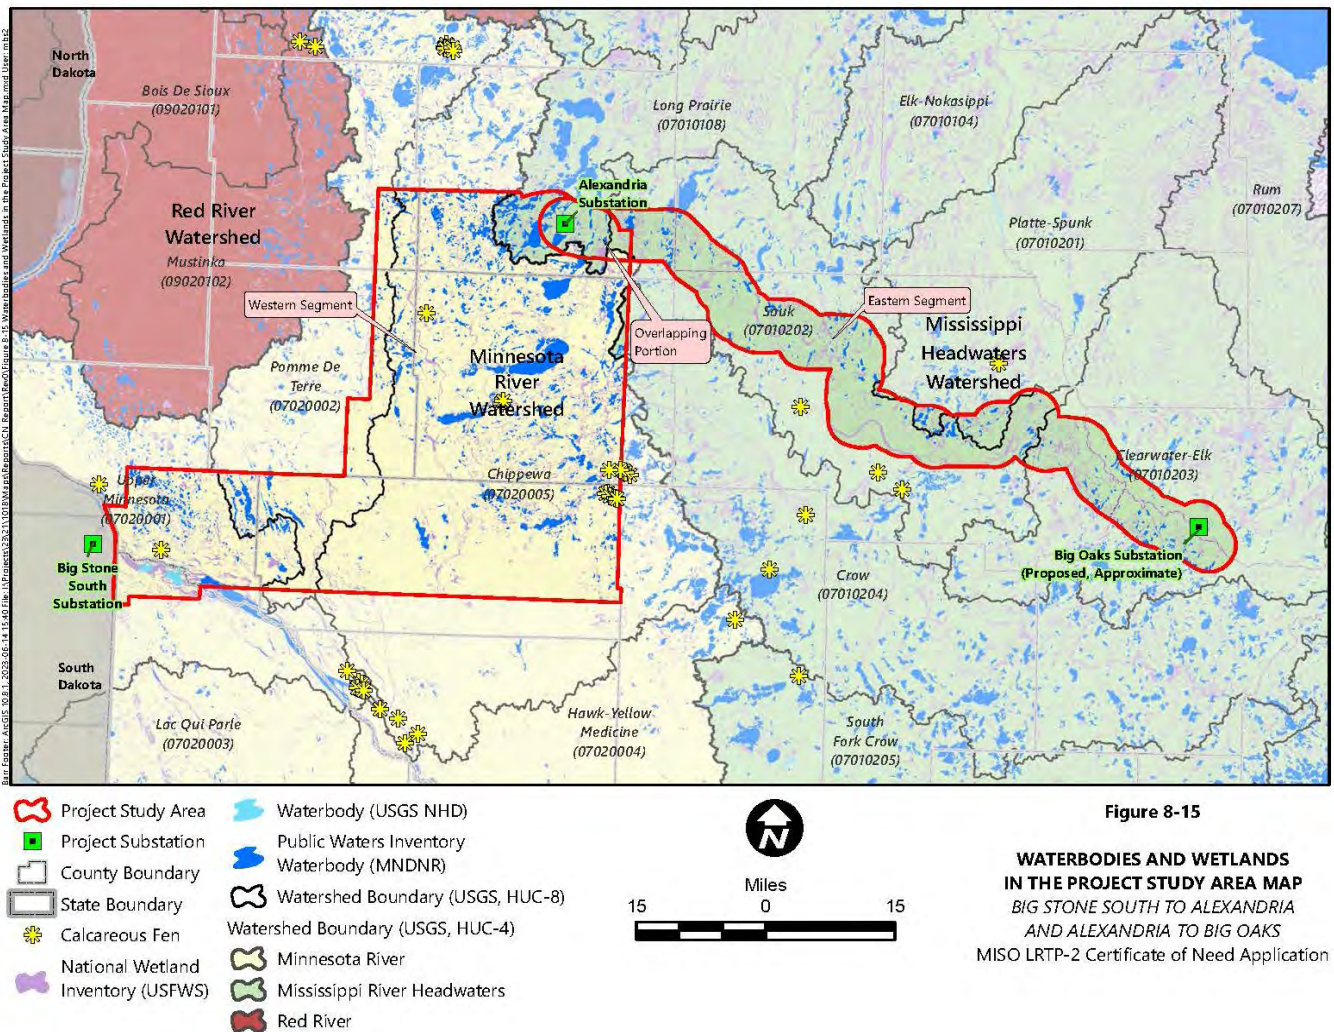 North
Dakota
Bois De Sioux
(09020101)
Long Prairie
(07010108)
Elk-Nokasippi
(07010104)
Rum
(07010207)
Alexandria
Substation
Red River
Watershed
Mustinka
(09020102)
Platte-Spunk
(07010201)
Western Segment
Eastern Segment
Sauk
(07010202)
Overlapping
Portion
Mississippi
Headwaters
Watershed
Minnesota
River
Watershed
Pomme De
Terre
(07020002)
Chippewa
(07020005)
Clearwater-Elk
(07010203)
Upper
Minnesota
(07020001)
Big Stone
South
Substation
Big Oaks Substation
(Proposed, Approximate)
Crow
(07010204)
South
Dakota
Lac Qui Parle
(07020003)
Hawk-Yellow
Medicine
(07020004)
South
Fork Crow
(07010205)
Project Study Area
Project Substation
County Boundary
State Boundary
Calcareous Fen
National Wetland
Inventory (USFWS)
Waterbody (USGS NHD)
Public Waters Inventory
Waterbody (MNDNR)
Watershed Boundary (USGS, HUC-8)
Watershed Boundary (USGS, HUC-4)
Minnesota River
Mississippi River Headwaters
Red River
N
Miles
15 0 15
Figure 8-15
WATERBODIES AND WETLANDS
IN THE PROJECT STUDY AREA MAP
BIG STONE SOUTH TO ALEXANDRIA
AND ALEXANDRIA TO BIG OAKS
MISO LRTP-2 Certificate of Need Application